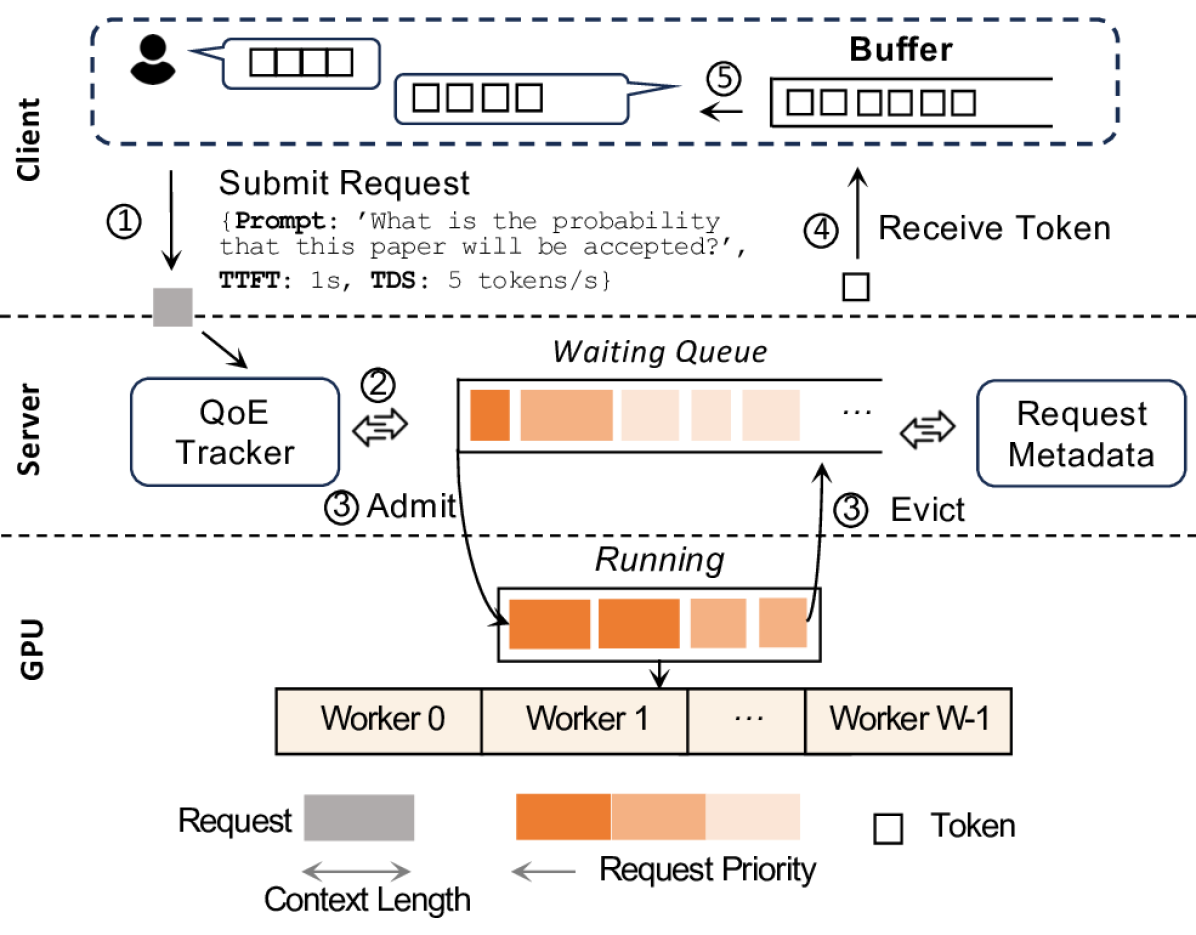 Client
Buffer
⑤
①
Submit Request
{Prompt: ’What is the probability
that this paper will be accepted?’,
TTFT: 1s, TDS: 5 tokens/s}
④
Receive Token
Server
QoE
Tracker
②
Waiting Queue
...
Request
Metadata
③ Admit
③ Evict
GPU
Running
Worker 0
Worker 1
...
Worker W-1
Request
Context Length
Request Priority
Token